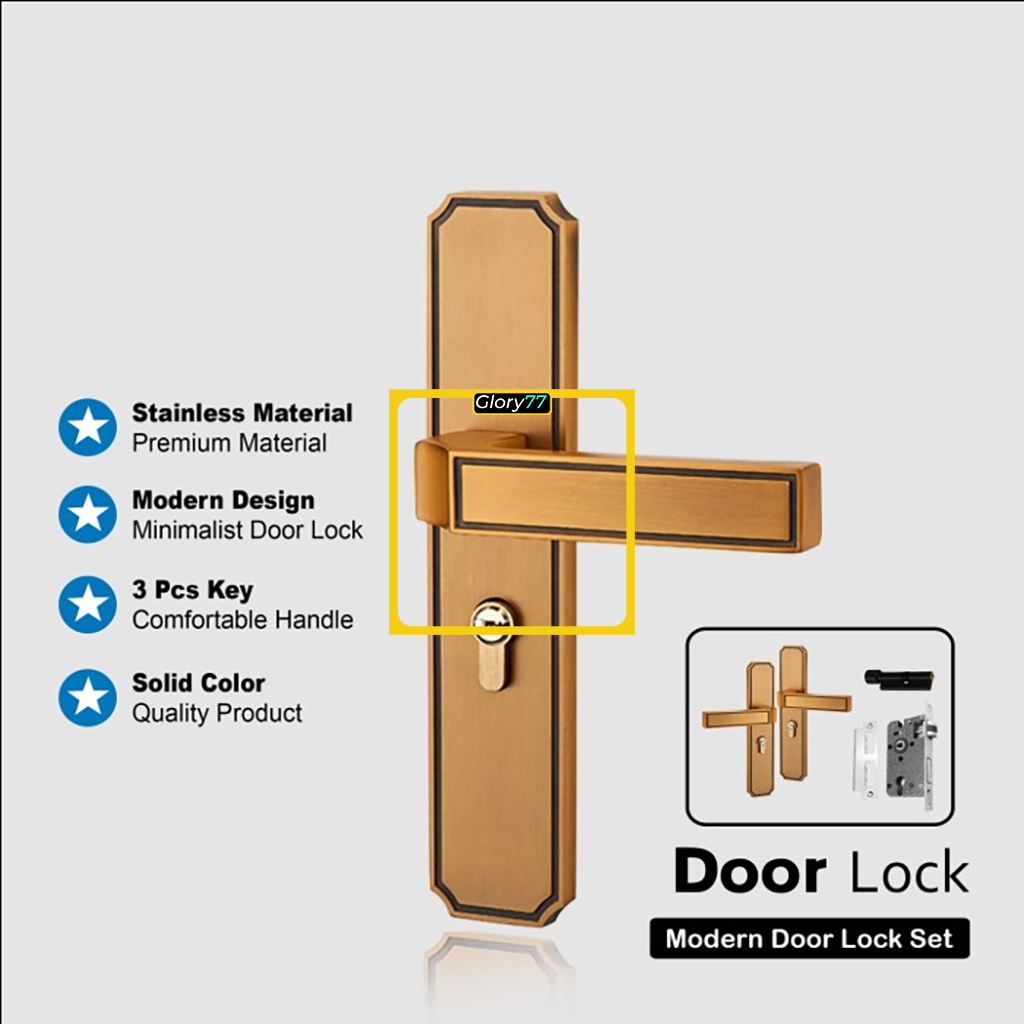 Glory77
Stainless Material
Premium Material
Modern Design
Minimalist Door Lock
3 Pcs Key
Comfortable Handle
Solid Color
Quality Product
Door Lock
Modern Door Lock Set